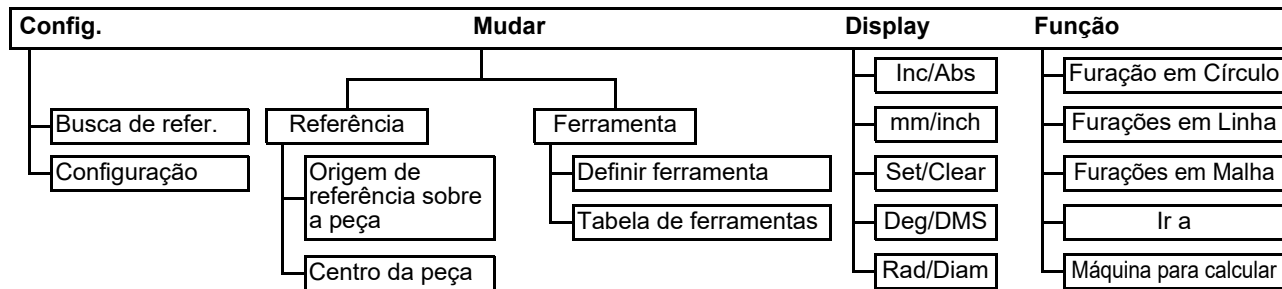 Config.
Mudar
Display
Função
Busca de refer.
Configuração
Referência
Origem de
referência sobre
a peça
Centro da peça
Ferramenta
Definir ferramenta
Tabela de ferramentas
Inc/Abs
mm/inch
Set/Clear
Deg/DMS
Rad/Diam
Furação em Círculo
Furações em Linha
Furações em Malha
Ir a
Máquina para calcular